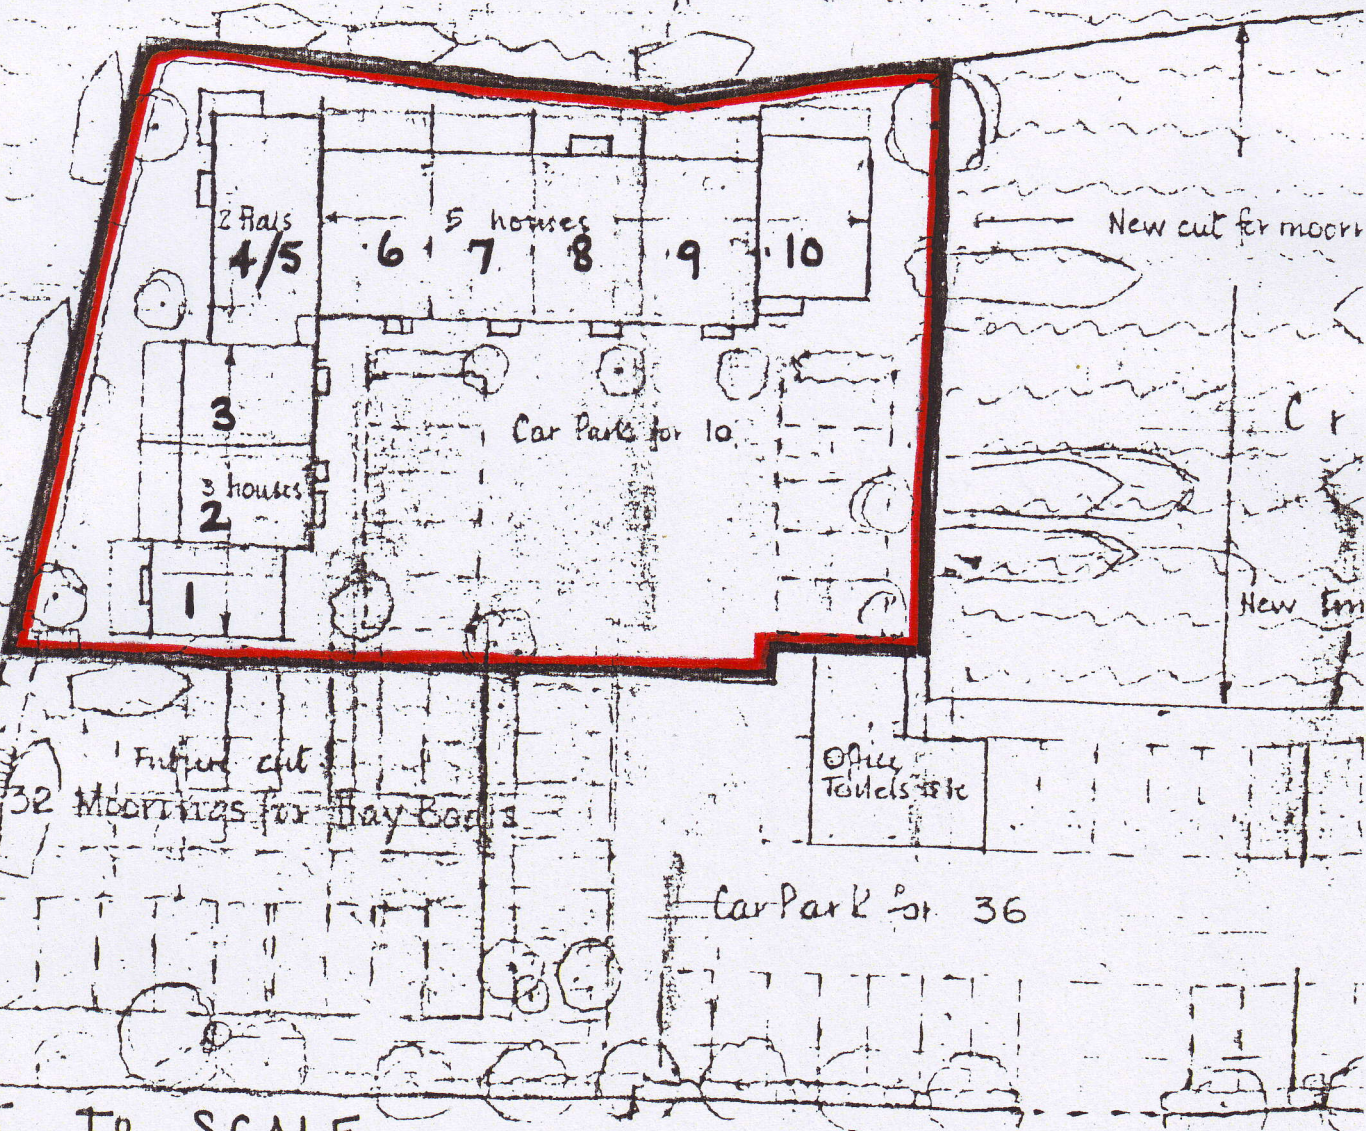 2 Flats
4/5
5 houses
6
7
8
9
10
New cut for moori
3
Car Park for 10
C r
3 houses
2
1
New
Future cut
32 Moorings for Day Boats
Office
Toilets etc
Car Park for 36
TO SCALE